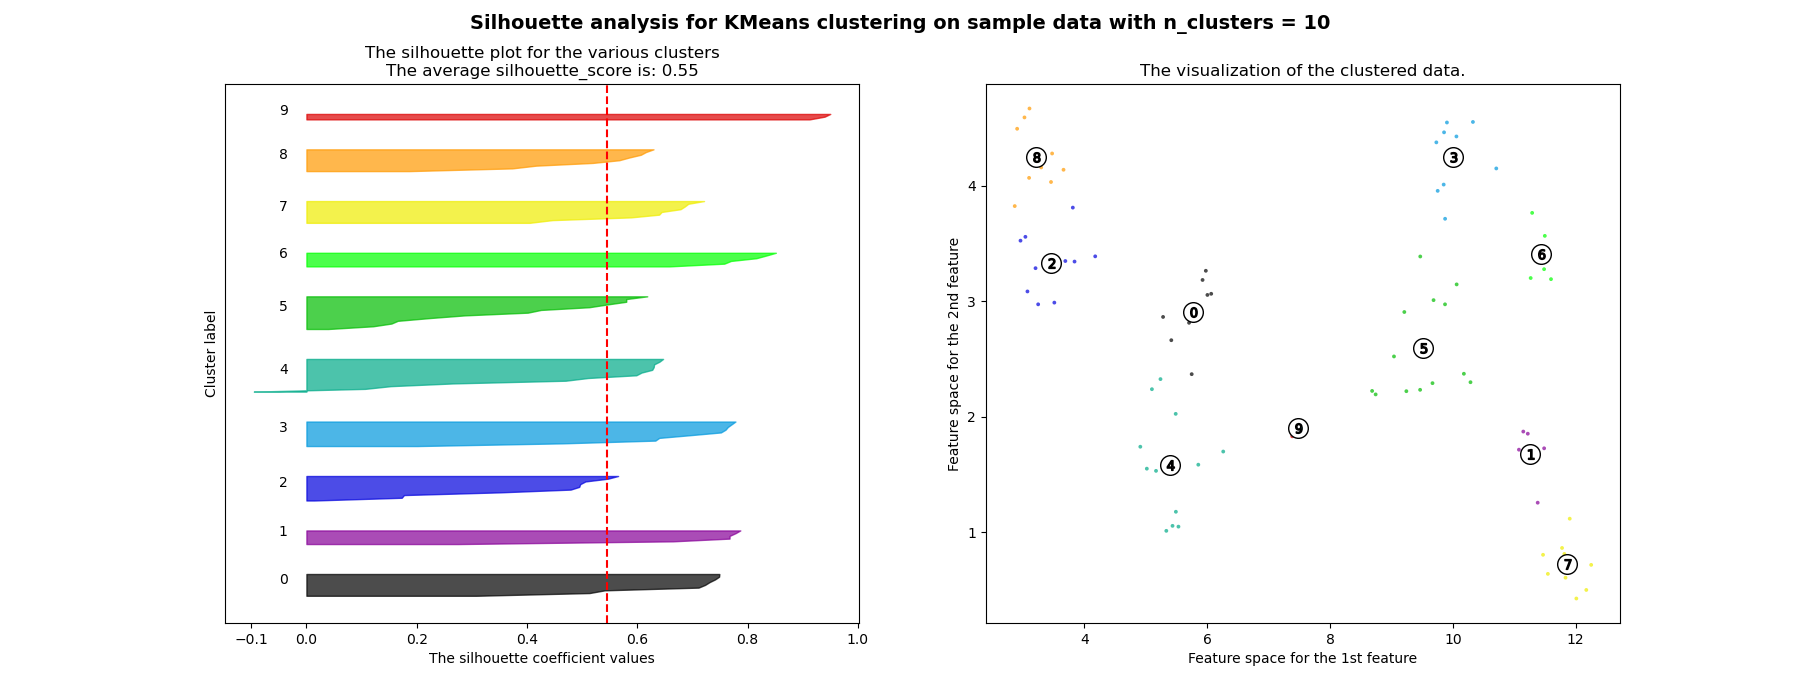 Silhouette analysis for KMeans clustering on sample data with n_clusters = 10
The silhouette plot for the various clusters
The average silhouette_score is: 0.55
9
8
7
6
5
4
3
2
1
0
Cluster label
−0.1 0.0 0.2 0.4 0.6 0.8 1.0
The silhouette coefficient values
The visualization of the clustered data.
8
3
2
6
0
5
9
1
4
7
4
3
2
1
Feature space for the 2nd feature
4 6 8 10 12
Feature space for the 1st feature